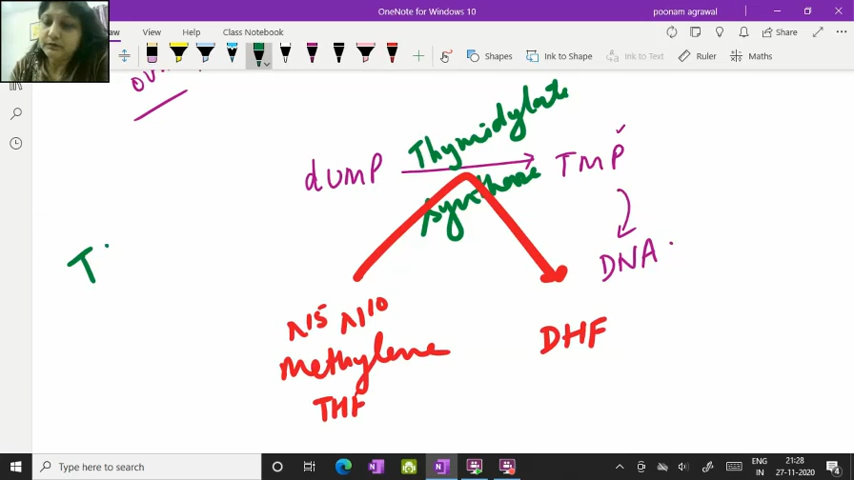 OneNote for Windows 10
poonam agrawal
View
Help
Class Notebook
Share
Shapes
Ink to Shape
Ink to Text
Ruler
Maths
Thymidylate
dUMP
TMP
synthase
T
DNA
N5 N10
Methylene
THF
DHF
Type here to search
ENG
IN
21:28
27-11-2020
4